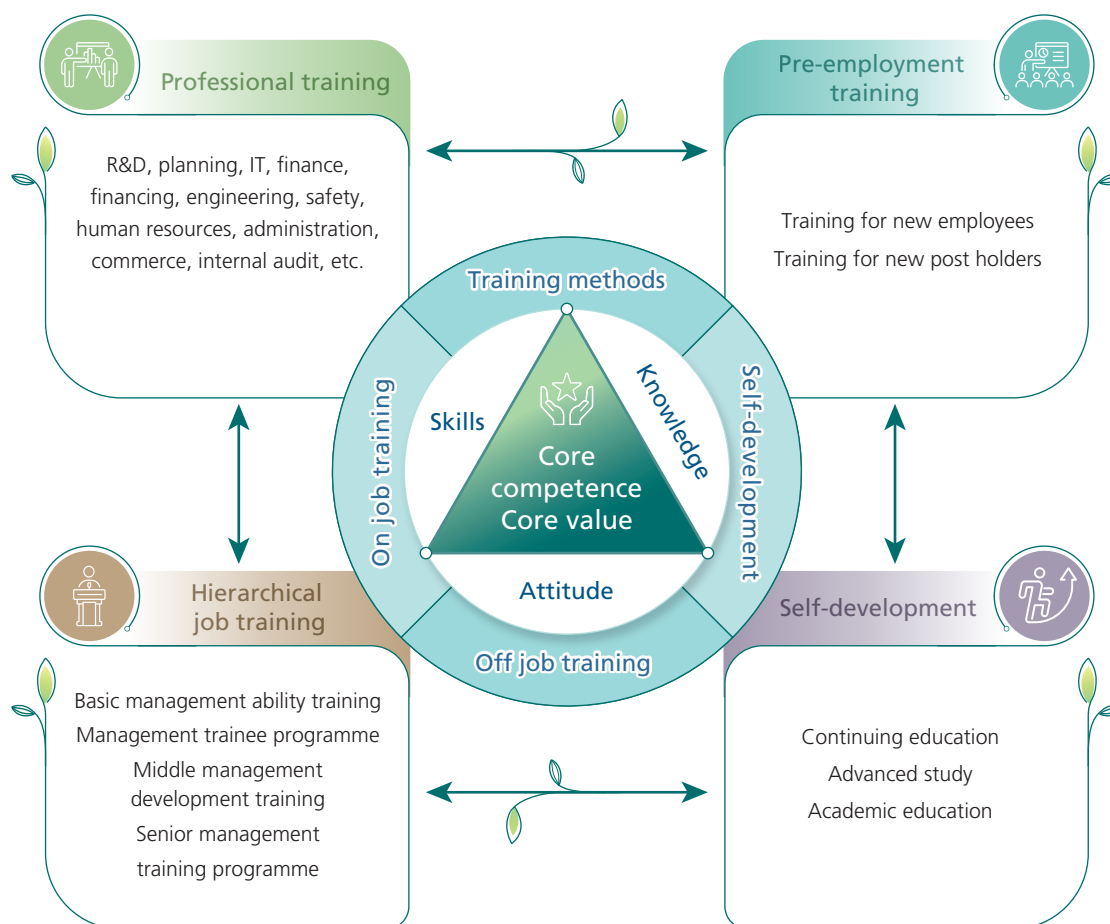 Professional training
R&D, planning, IT, finance,
financing, engineering, safety,
human resources, administration,
commerce, internal audit, etc.
Pre-employment
training
Training for new employees
Training for new post holders
Training methods
On job training
Self-development
Off job training
Skills
Knowledge
Attitude
Core
competence
Core value
Hierarchical
job training
Basic management ability training
Management trainee programme
Middle management
development training
Senior management
training programme
Self-development
Continuing education
Advanced study
Academic education